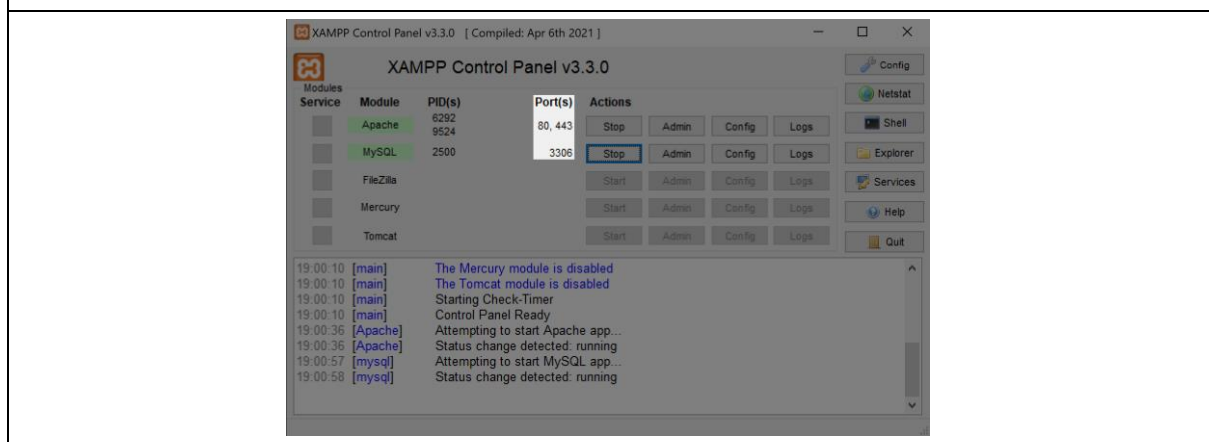 XAMPP Control Panel v3.3.0 [ Compiled: Apr 6th 2021 ]
XAMPP Control Panel v3.3.0
Config
Modules
Service Module PID(s) Port(s) Actions
Netstat
Apache 6292 9524 80, 443 Stop Admin Config Logs
Shell
MySQL 2500 3306 Stop Admin Config Logs
Explorer
FileZilla Start Admin Config Logs
Services
Mercury Start Admin Config Logs
Help
Tomcat Start Admin Config Logs
Quit
19:00:10 [main] The Mercury module is disabled
19:00:10 [main] The Tomcat module is disabled
19:00:10 [main] Starting Check-Timer
19:00:10 [main] Control Panel Ready
19:00:36 [Apache] Attempting to start Apache app...
19:00:36 [Apache] Status change detected: running
19:00:57 [mysql] Attempting to start MySQL app...
19:00:58 [mysql] Status change detected: running